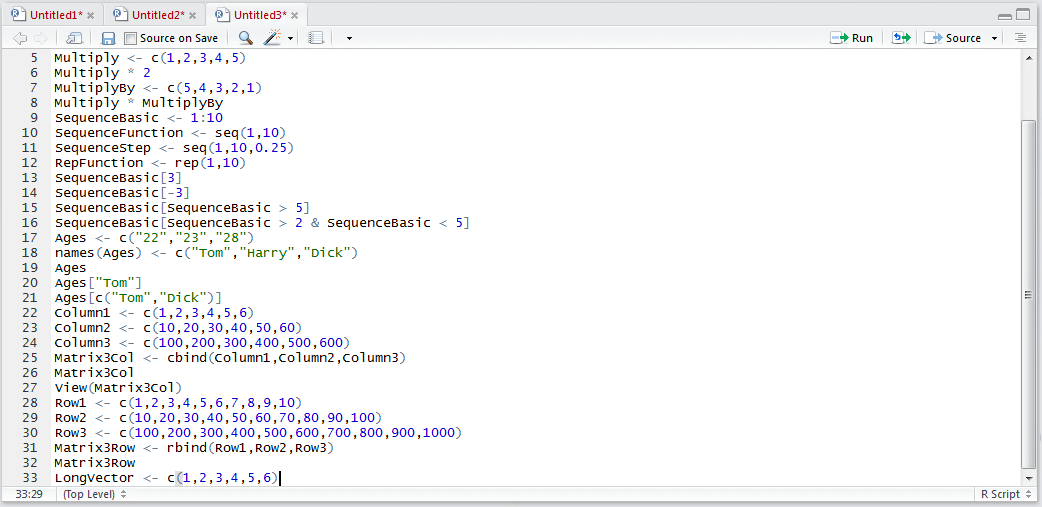 Untitled1* Untitled2* Untitled3*
Source on Save Run Source
5 Multiply <- c(1,2,3,4,5)
6 Multiply * 2
7 MultiplyBy <- c(5,4,3,2,1)
8 Multiply * MultiplyBy
9 SequenceBasic <- 1:10
10 SequenceFunction <- seq(1,10)
11 SequenceStep <- seq(1,10,0.25)
12 RepFunction <- rep(1,10)
13 SequenceBasic[3]
14 SequenceBasic[-3]
15 SequenceBasic[SequenceBasic > 5]
16 SequenceBasic[SequenceBasic > 2 & SequenceBasic < 5]
17 Ages <- c("22","23","28")
18 names(Ages) <- c("Tom","Harry","Dick")
19 Ages
20 Ages["Tom"]
21 Ages[c("Tom","Dick")]
22 Column1 <- c(1,2,3,4,5,6)
23 Column2 <- c(10,20,30,40,50,60)
24 Column3 <- c(100,200,300,400,500,600)
25 Matrix3Col <- cbind(Column1,Column2,Column3)
26 Matrix3Col
27 View(Matrix3Col)
28 Row1 <- c(1,2,3,4,5,6,7,8,9,10)
29 Row2 <- c(10,20,30,40,50,60,70,80,90,100)
30 Row3 <- c(100,200,300,400,500,600,700,800,900,1000)
31 Matrix3Row <- rbind(Row1,Row2,Row3)
32 Matrix3Row
33 LongVector <- c(1,2,3,4,5,6)
33:29 (Top Level) R Script